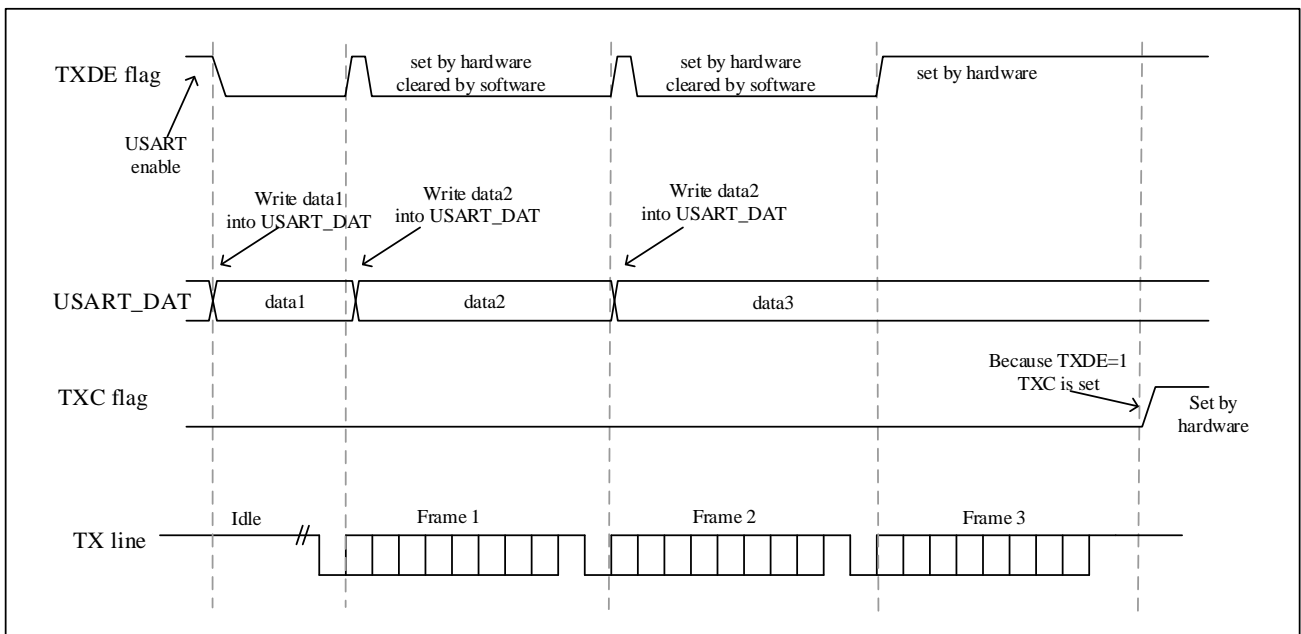 TXDE flag
set by hardware
cleared by software
set by hardware
cleared by software
set by hardware
USART
enable
Write data1
into USART_DAT
Write data2
into USART_DAT
Write data2
into USART_DAT
USART_DAT
data1
data2
data3
Because TXDE=1
TXC is set
TXC flag
Set by
hardware
Idle
Frame 1
Frame 2
Frame 3
TX line